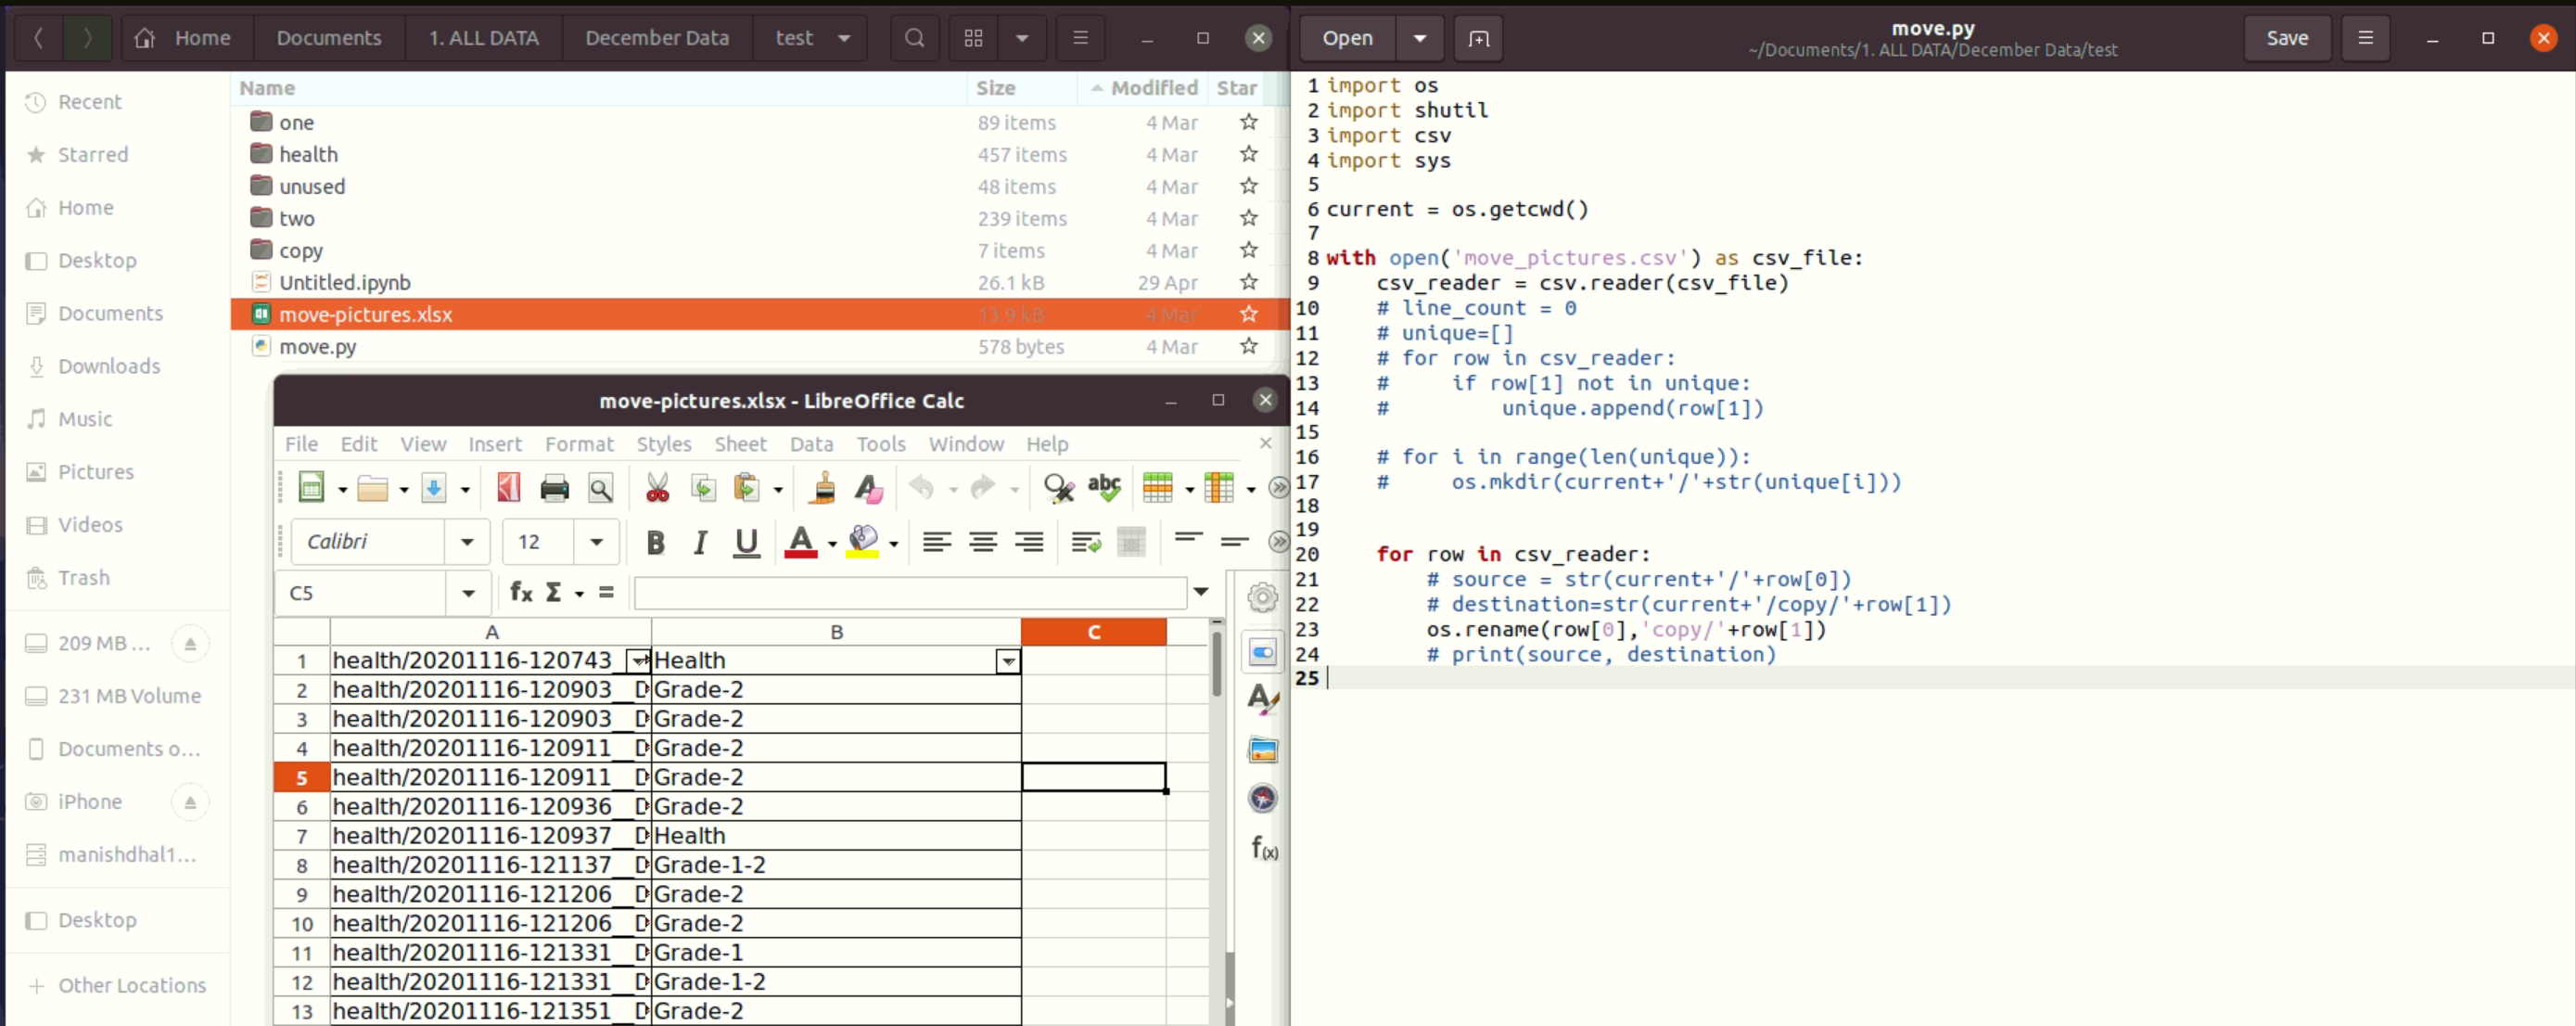 Home Documents 1. ALL DATA December Data test
Name Size Modified Star
Recent
Starred
Home
Desktop
Documents
Downloads
Music
Pictures
Videos
Trash
209 MB ...
231 MB Volume
Documents o...
iPhone
manishdhal1...
Desktop
+ Other Locations
one 89 items 4 Mar
health 457 items 4 Mar
unused 48 items 4 Mar
two 239 items 4 Mar
copy 7 items 4 Mar
Untitled.ipynb 26.1 kB 29 Apr
move-pictures.xlsx 13.9 kB 4 Mar
move.py 578 bytes 4 Mar
move-pictures.xlsx - LibreOffice Calc
File Edit View Insert Format Styles Sheet Data Tools Window Help
abc
Calibri 12 B I U A
C5 fx Σ =
A B C
1 health/20201116-120743 Health
2 health/20201116-120903__D Grade-2
3 health/20201116-120903__D Grade-2
4 health/20201116-120911__D Grade-2
5 health/20201116-120911__D Grade-2
6 health/20201116-120936__D Grade-2
7 health/20201116-120937__D Health
8 health/20201116-121137__D Grade-1-2
9 health/20201116-121206__D Grade-2
10 health/20201116-121206__D Grade-2
11 health/20201116-121331__D Grade-1
12 health/20201116-121331__D Grade-1-2
13 health/20201116-121351__D Grade-2
Open move.py Save
~/Documents/1. ALL DATA/December Data/test
1 import os
2 import shutil
3 import csv
4 import sys
5
6 current = os.getcwd()
7
8 with open('move_pictures.csv') as csv_file:
9     csv_reader = csv.reader(csv_file)
10     # line_count = 0
11     # unique=[]
12     # for row in csv_reader:
13     #     if row[1] not in unique:
14     #         unique.append(row[1])
15
16     # for i in range(len(unique)):
17     #     os.mkdir(current+'/'+str(unique[i]))
18
19
20     for row in csv_reader:
21         # source = str(current+'/'+row[0])
22         # destination=str(current+'/copy/'+row[1])
23         os.rename(row[0],'copy/'+row[1])
24         # print(source, destination)
25